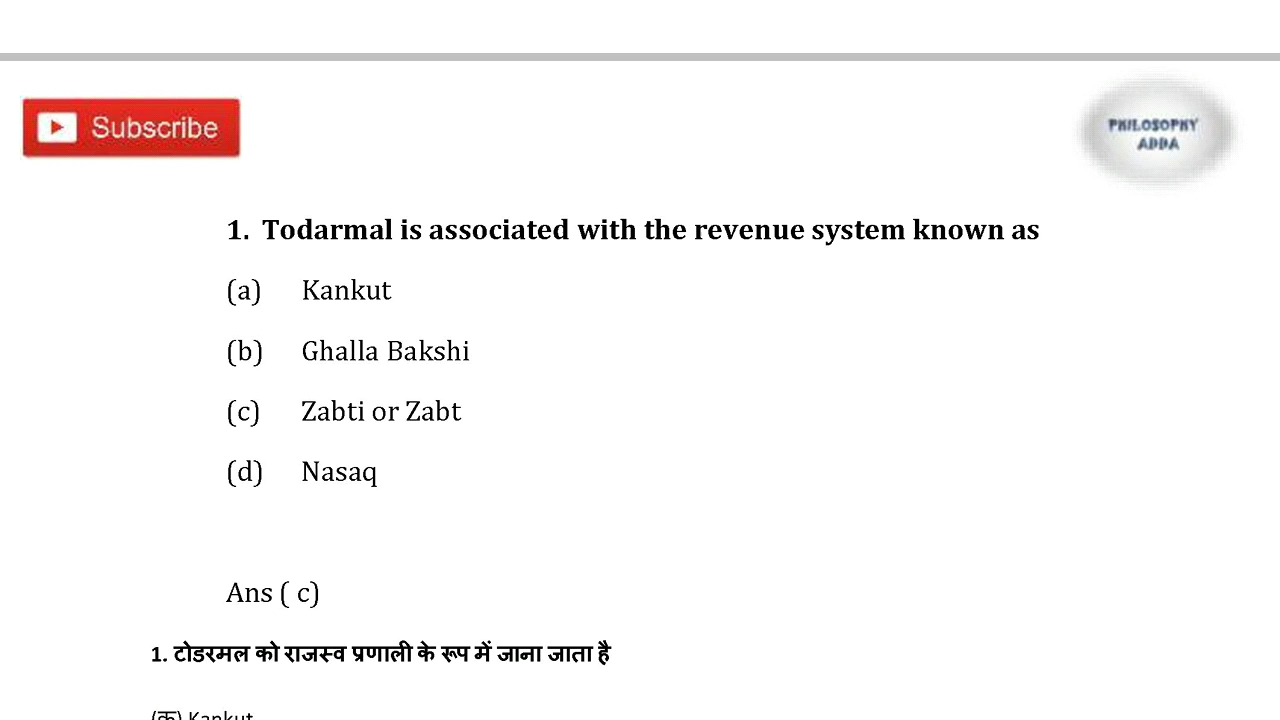 Subscribe
PHILOSOPHY
ADDA
1. Todarmal is associated with the revenue system known as
(a) Kankut
(b) Ghalla Bakshi
(c) Zabti or Zabt
(d) Nasaq
Ans ( c)
1. टोडरमल को राजस्व प्रणाली के रूप में जाना जाता है
(क) Kankut